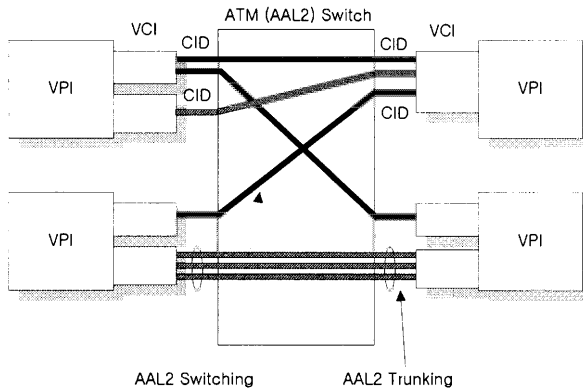 ATM (AAL2) Switch
VCI
CID
CID
VCI
VPI
CID
CID
VPI
VPI
VPI
AAL2 Switching
AAL2 Trunking